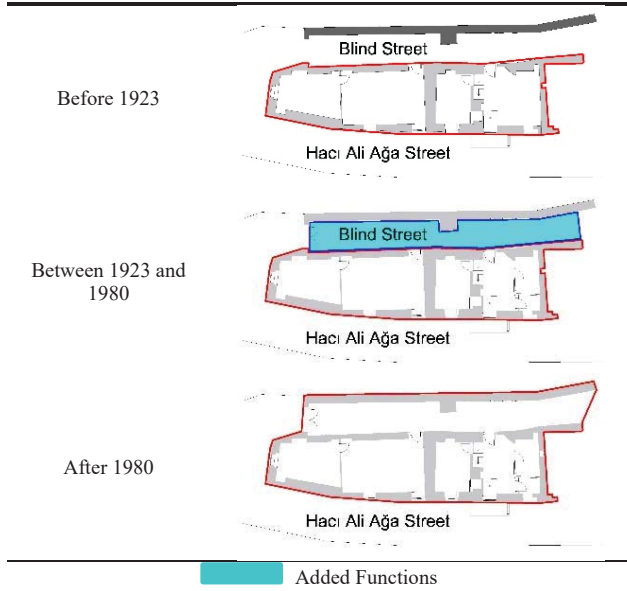 Blind Street
Before 1923
Hacı Ali Ağa Street
Blind Street
Between 1923 and
1980
Hacı Ali Ağa Street
After 1980
Hacı Ali Ağa Street
Added Functions